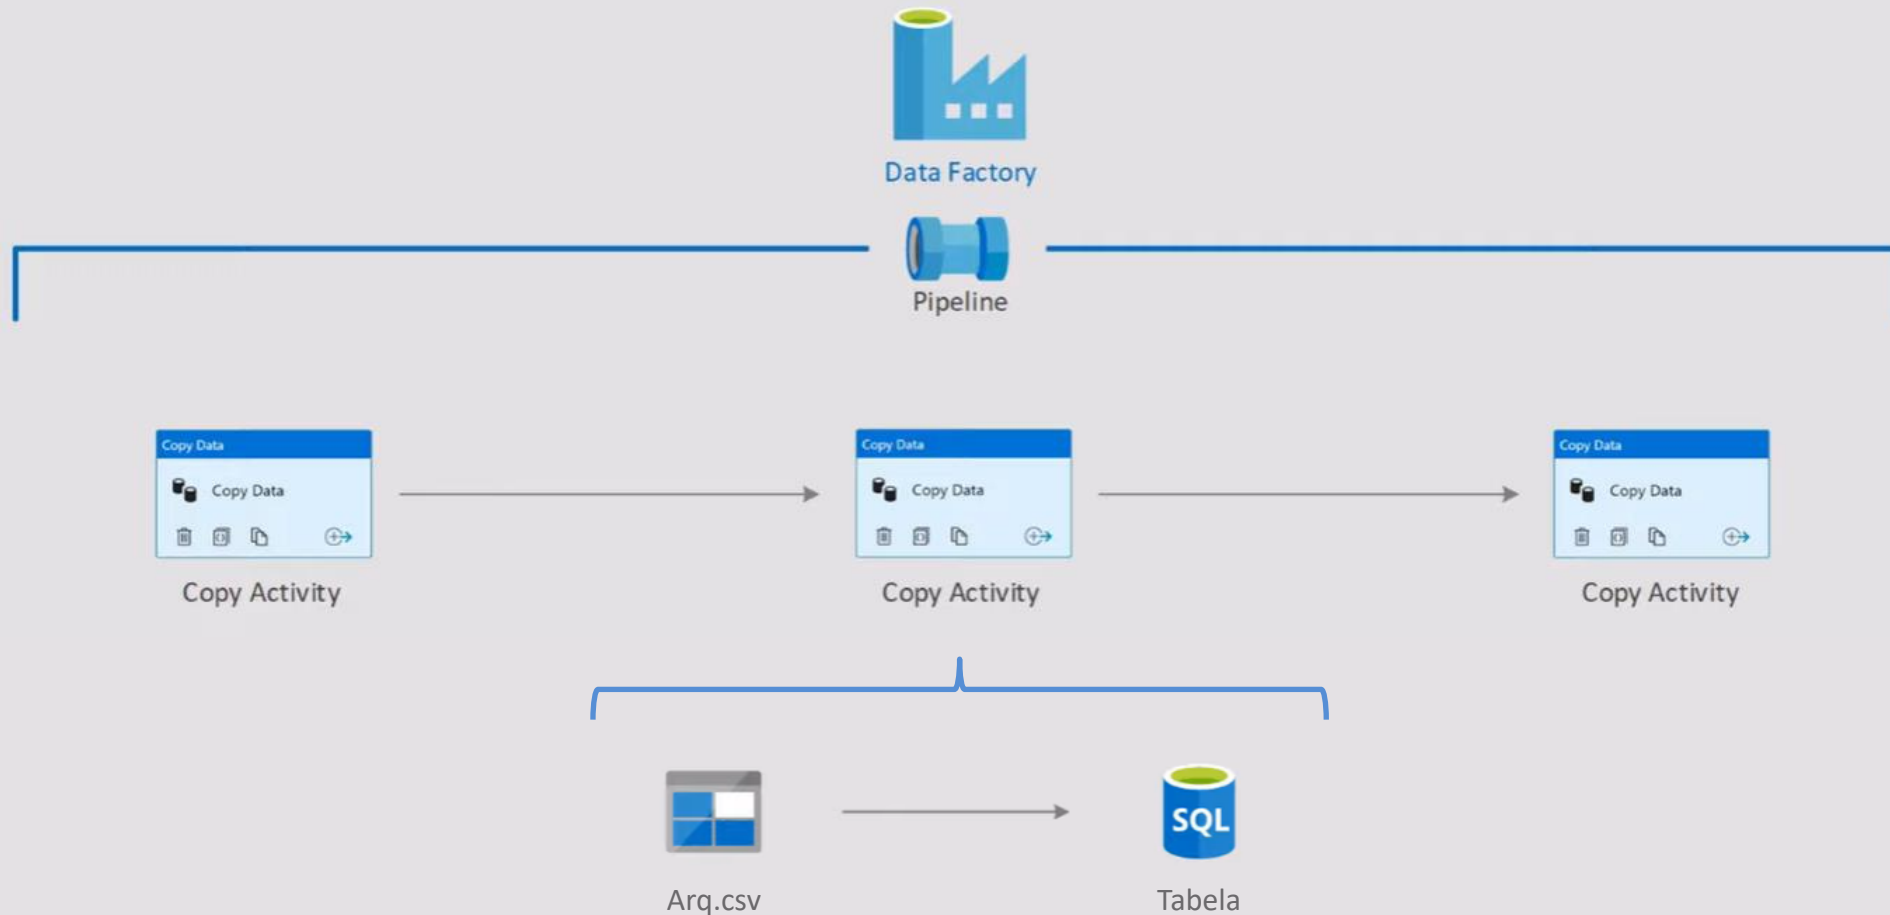 Data Factory
Pipeline
Copy Data
Copy Data
Copy Activity
Copy Data
Copy Data
Copy Activity
Copy Data
Copy Data
Copy Activity
SQL
Arq.csv
Tabela